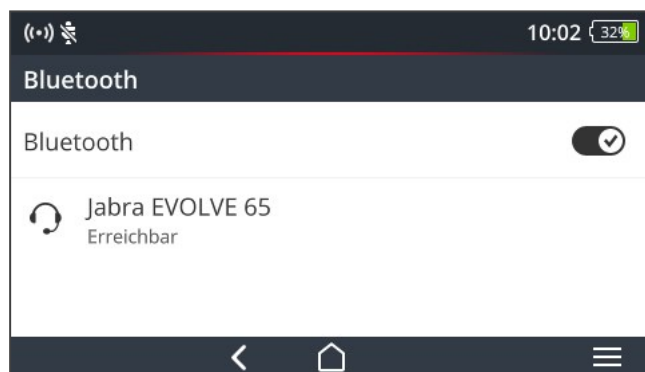 10:02 32%
Bluetooth
Bluetooth
Jabra EVOLVE 65
Erreichbar